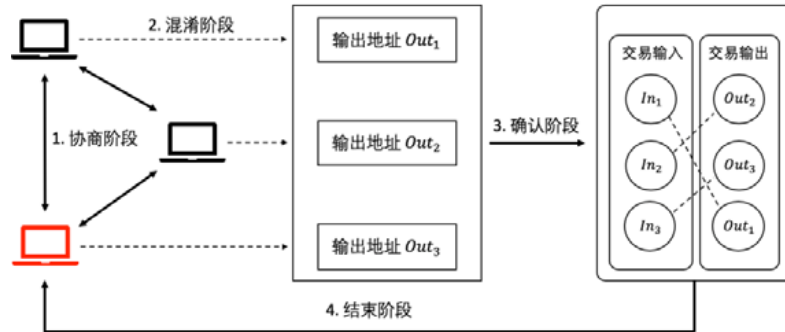 2. 混淆阶段
1. 协商阶段
输出地址 Out₁
输出地址 Out₂
输出地址 Out₃
3. 确认阶段
交易输入
In₁
In₂
In₃
交易输出
Out₂
Out₃
Out₁
4. 结束阶段